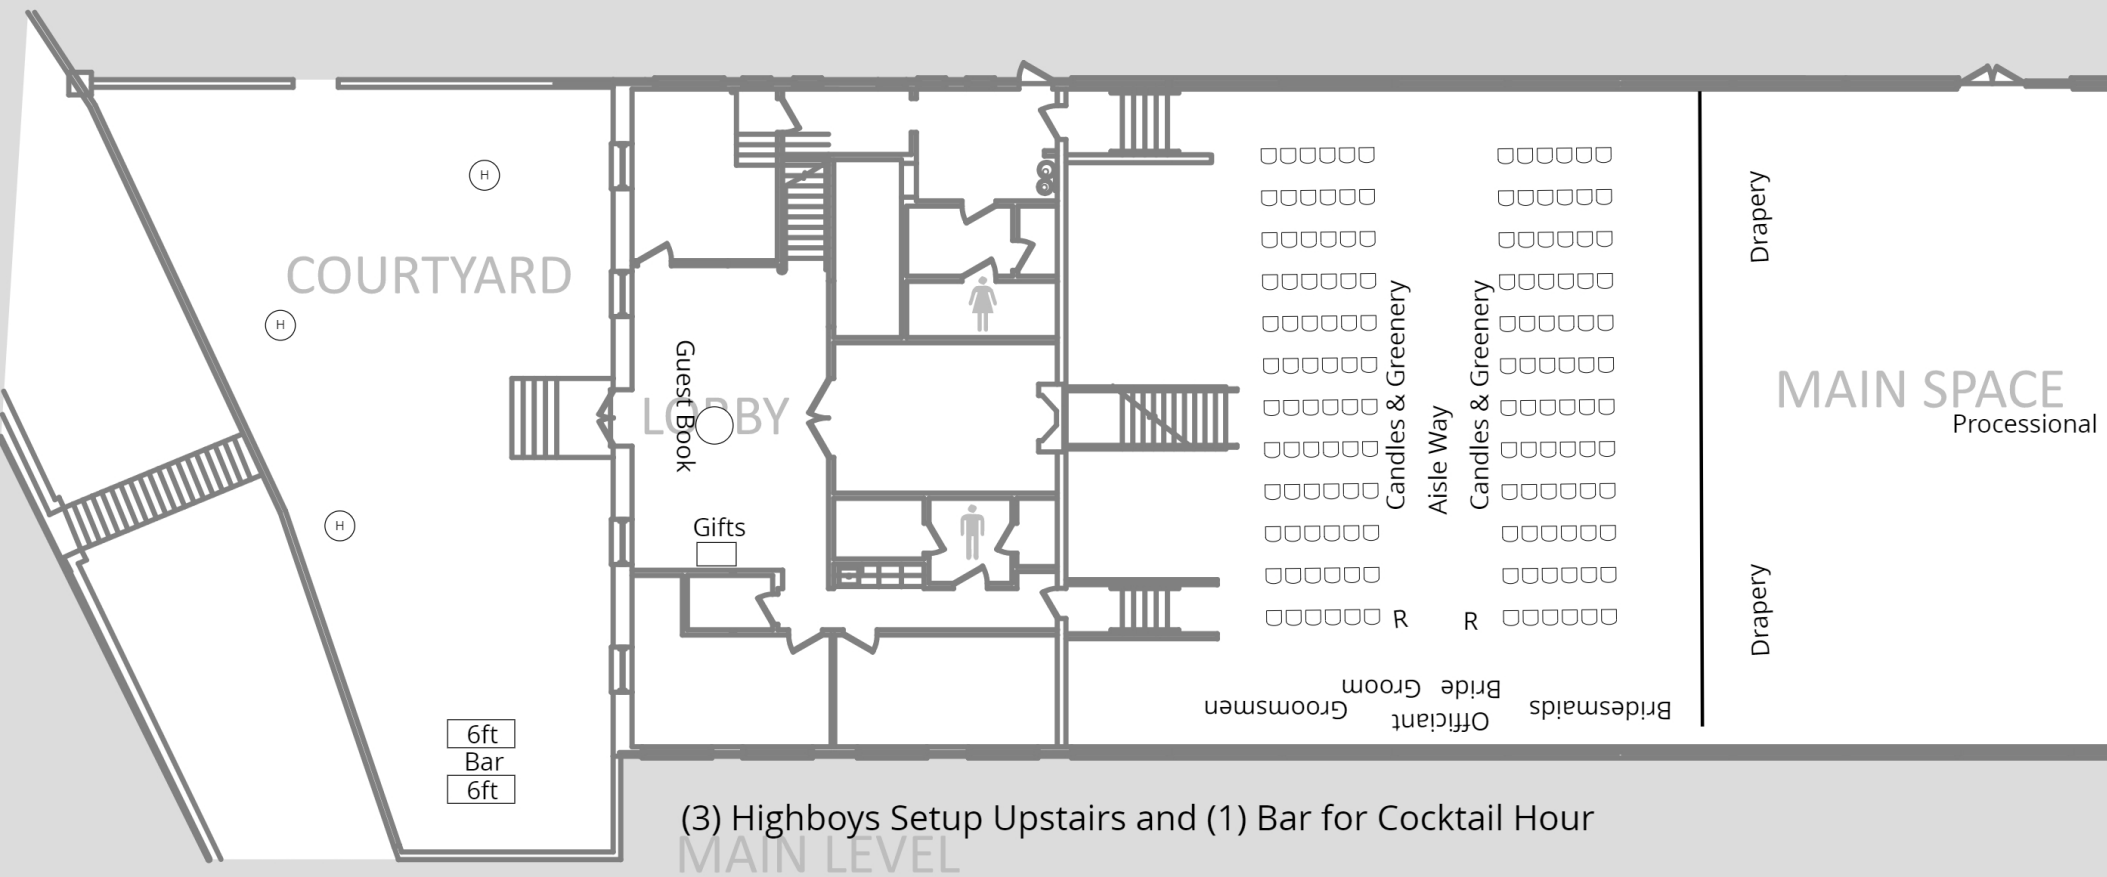 H
COURTYARD
H
H
6ft
Bar
6ft
LOBBY
Guest Book
Gifts
Candles & Greenery
Aisle Way
Candles & Greenery
R
R
Groom
Bride
Groomsmen
Officiant
Bridesmaids
Drapery
Drapery
MAIN SPACE
Processional
(3) Highboys Setup Upstairs and (1) Bar for Cocktail Hour
MAIN LEVEL